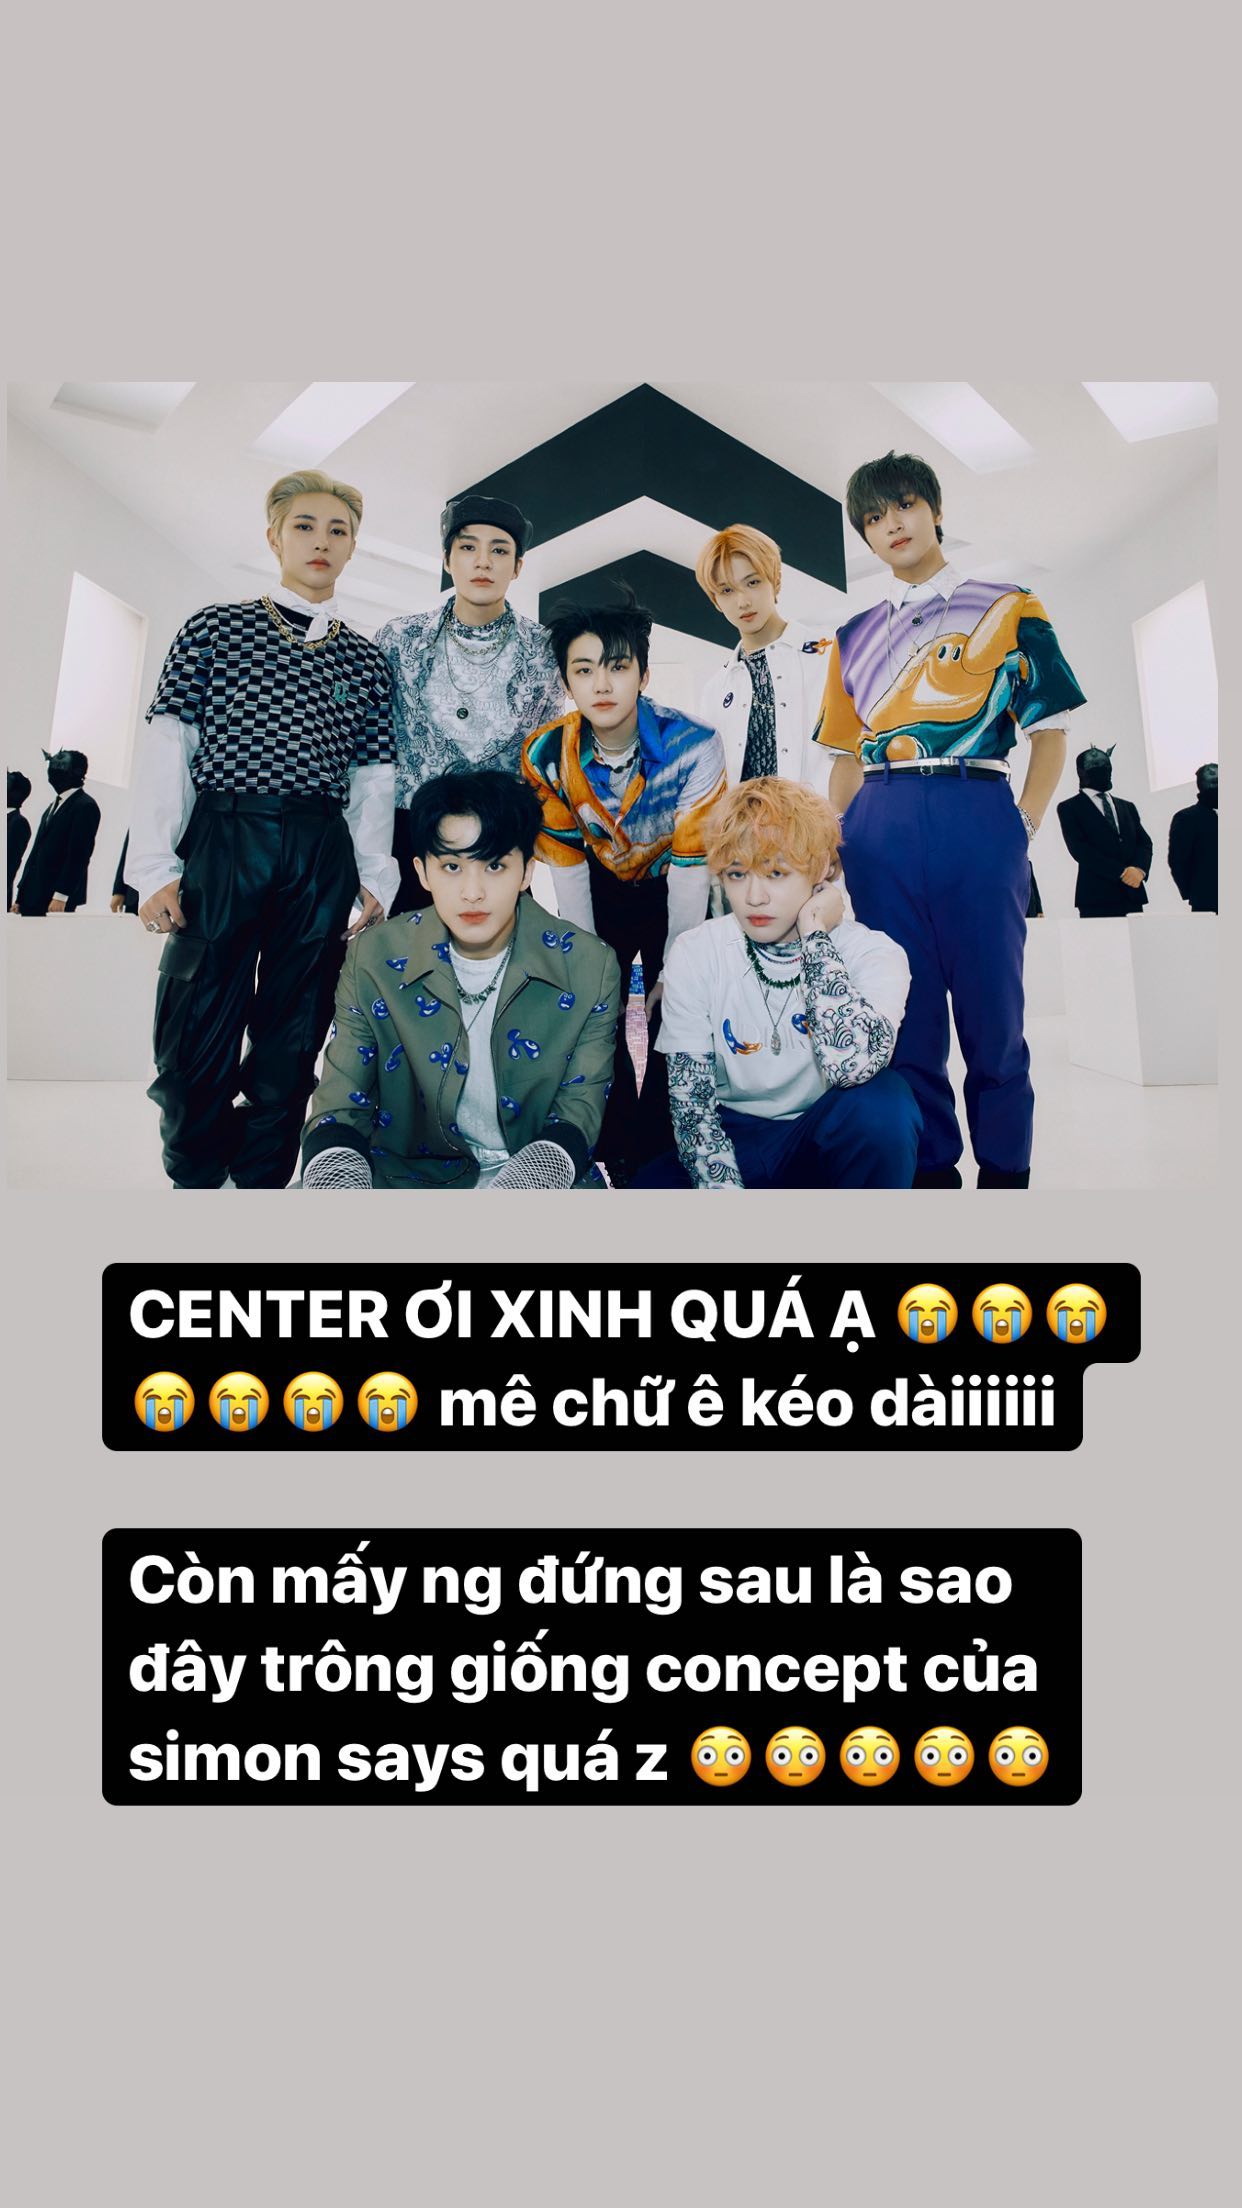 CENTER ƠI XINH QUÁ Ạ 😭😭😭
😭😭😭😭 mê chữ ê kéo dàiiiiii
Còn mấy ng đứng sau là sao
đây trông giống concept của
simon says quá z 😳😳😳😳😳